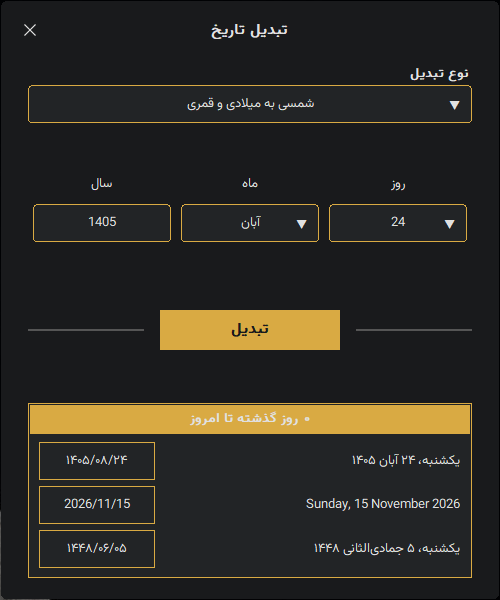 تبدیل تاریخ
نوع تبدیل
شمسی به میلادی و قمری
روز ماه سال
24 آبان 1405
تبدیل
۰ روز گذشته تا امروز
یکشنبه، ۲۴ آبان ۱۴۰۵ ۱۴۰۵/۰۸/۲۴
Sunday, 15 November 2026 2026/11/15
یکشنبه، ۵ جمادی‌الثانی ۱۴۴۸ ۱۴۴۸/۰۶/۰۵